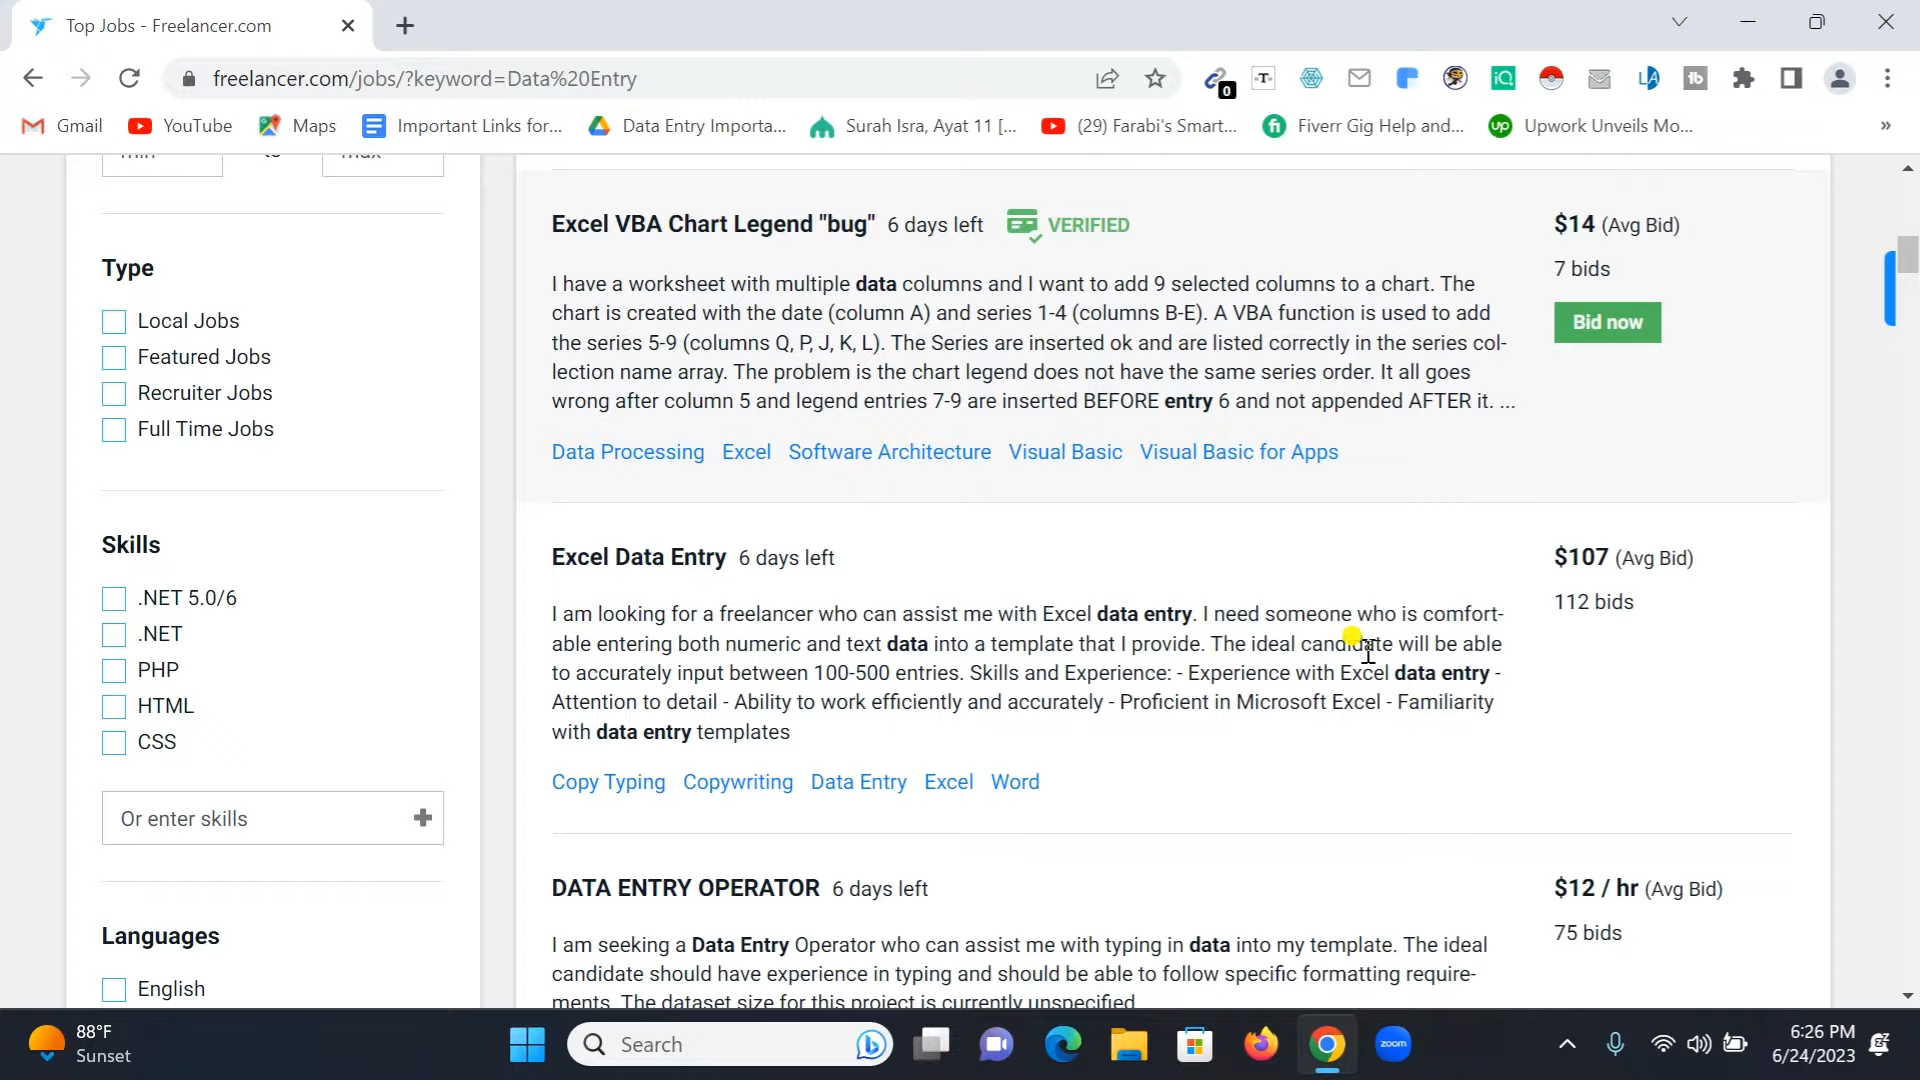 Top Jobs - Freelancer.com
freelancer.com/jobs/?keyword=Data%20Entry
0
-T-
iQ
fb
Gmail
YouTube
Maps
Important Links for...
Data Entry Importa...
Surah Isra, Ayat 11 [...
(29) Farabi's Smart...
fi
Fiverr Gig Help and...
up
Upwork Unveils Mo...
»
Type
Local Jobs
Featured Jobs
Recruiter Jobs
Full Time Jobs
Skills
.NET 5.0/6
.NET
PHP
HTML
CSS
Or enter skills
Languages
English
Excel VBA Chart Legend "bug" 6 days left VERIFIED
$14 (Avg Bid)
7 bids
Bid now
I have a worksheet with multiple data columns and I want to add 9 selected columns to a chart. The
chart is created with the date (column A) and series 1-4 (columns B-E). A VBA function is used to add
the series 5-9 (columns Q, P, J, K, L). The Series are inserted ok and are listed correctly in the series col-
lection name array. The problem is the chart legend does not have the same series order. It all goes
wrong after column 5 and legend entries 7-9 are inserted BEFORE entry 6 and not appended AFTER it. ...
Data Processing Excel Software Architecture Visual Basic Visual Basic for Apps
Excel Data Entry 6 days left
$107 (Avg Bid)
112 bids
I am looking for a freelancer who can assist me with Excel data entry. I need someone who is comfort-
able entering both numeric and text data into a template that I provide. The ideal candidate will be able
to accurately input between 100-500 entries. Skills and Experience: - Experience with Excel data entry -
Attention to detail - Ability to work efficiently and accurately - Proficient in Microsoft Excel - Familiarity
with data entry templates
Copy Typing Copywriting Data Entry Excel Word
DATA ENTRY OPERATOR 6 days left
$12 / hr (Avg Bid)
75 bids
I am seeking a Data Entry Operator who can assist me with typing in data into my template. The ideal
candidate should have experience in typing and should be able to follow specific formatting require-
ments. The dataset size for this project is currently unspecified
88°F
Sunset
Search
zoom
6:26 PM
6/24/2023